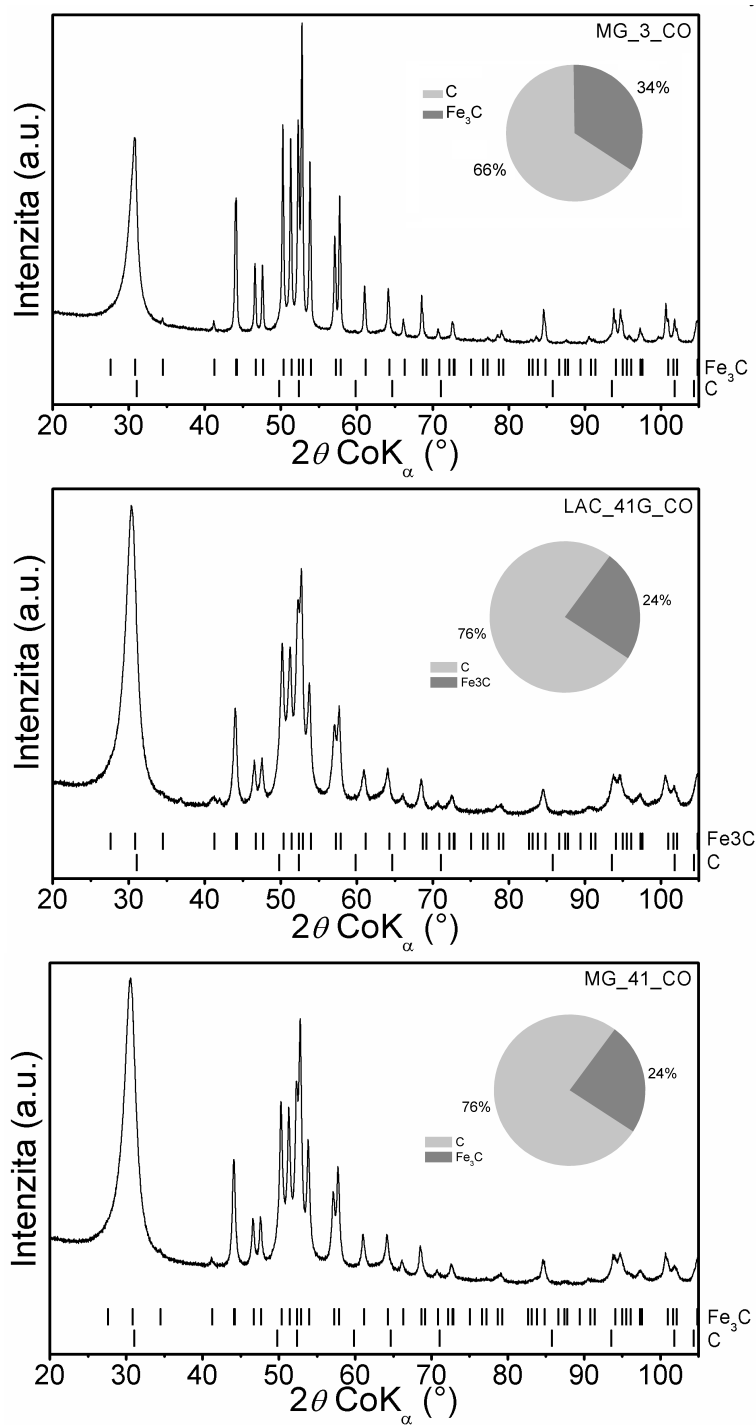 MG_3_CO
C
Fe3C
34%
66%
Intenzita (a.u.)
Fe3C
C
20 30 40 50 60 70 80 90 100
2θ CoKα (°)
LAC_41G_CO
24%
76%
C
Fe3C
Intenzita (a.u.)
Fe3C
C
20 30 40 50 60 70 80 90 100
2θ CoKα (°)
MG_41_CO
24%
76%
C
Fe3C
Intenzita (a.u.)
Fe3C
C
20 30 40 50 60 70 80 90 100
2θ CoKα (°)